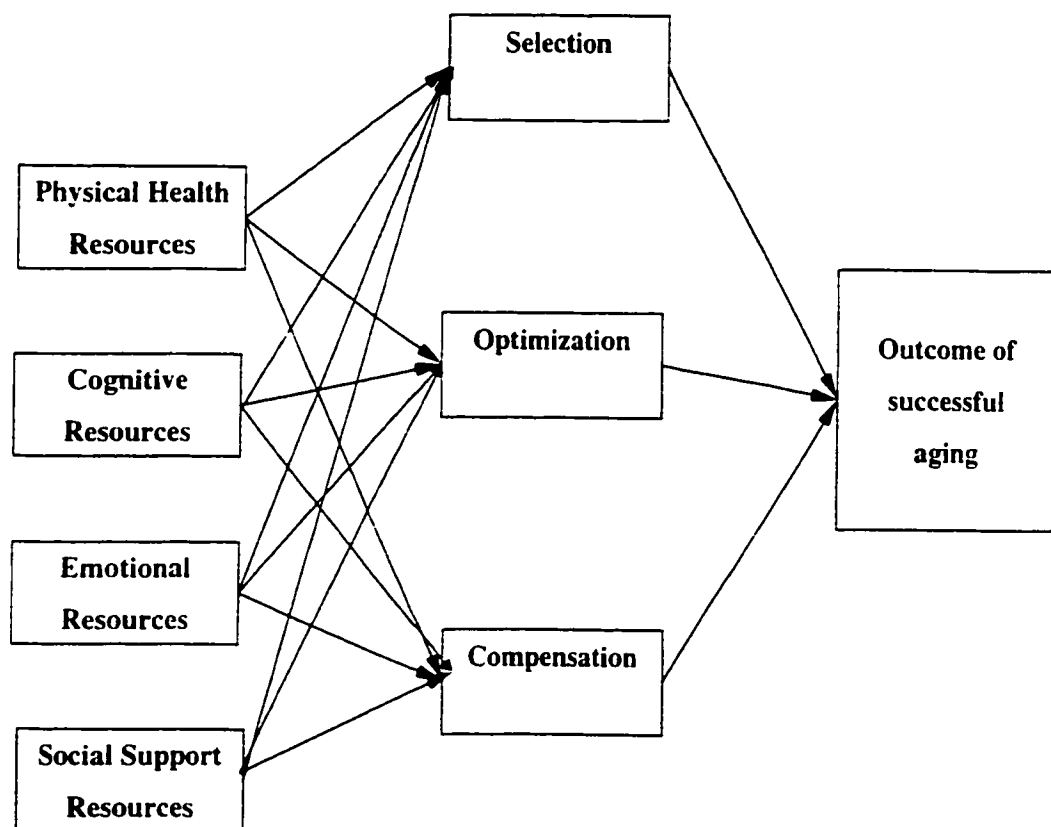 Selection
Physical Health
Resources
Optimization
Cognitive
Resources
Outcome of
successful
aging
Emotional
Resources
Compensation
Social Support
Resources